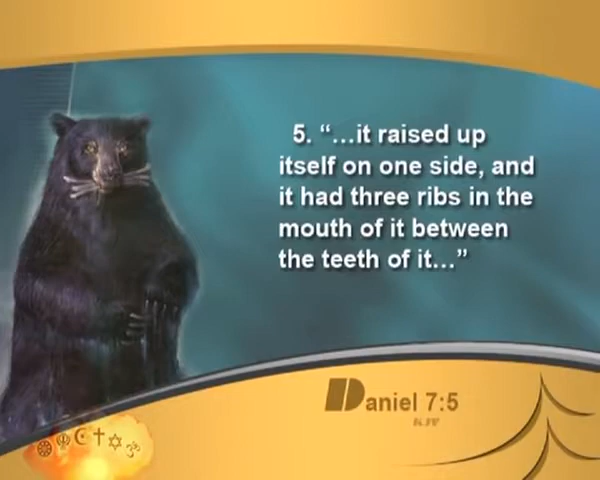 5. “...it raised up
itself on one side, and
it had three ribs in the
mouth of it between
the teeth of it...”
Daniel 7:5
KJV